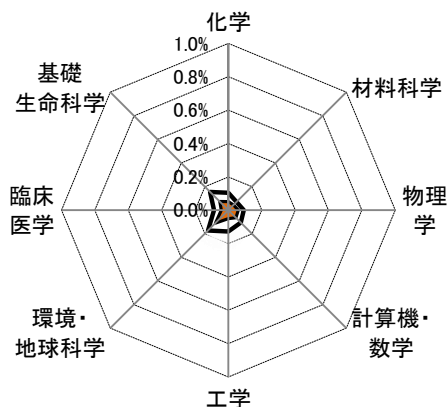 化学
1.0%
0.8%
0.6%
0.4%
0.2%
0.0%
材料科学
物理
学
計算機・
数学
工学
環境・
地球科学
臨床
医学
基礎
生命科学